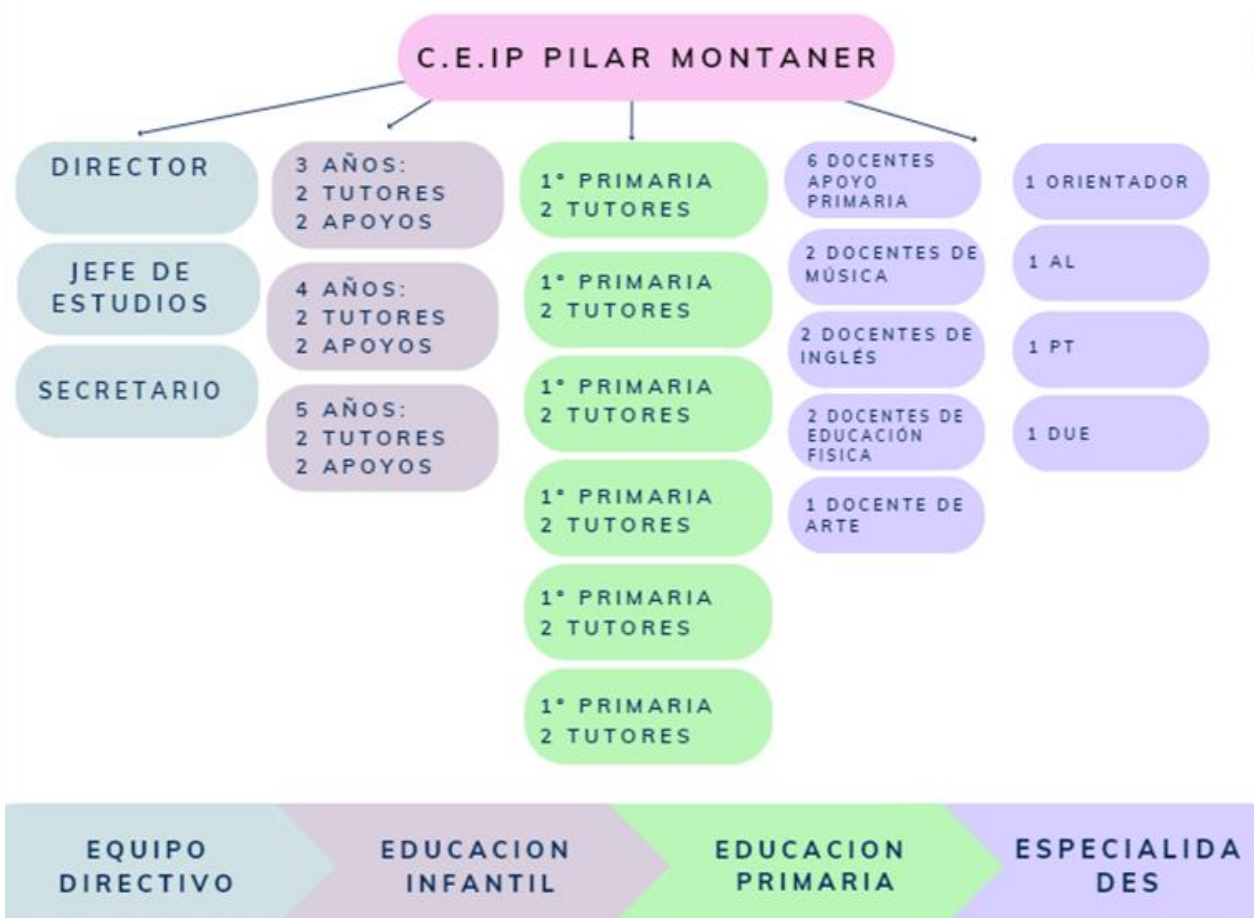 C.E.IP PILAR MONTANER
DIRECTOR
JEFE DE
ESTUDIOS
SECRETARIO
3 AÑOS:
2 TUTORES
2 APOYOS
4 AÑOS:
2 TUTORES
2 APOYOS
5 AÑOS:
2 TUTORES
2 APOYOS
1° PRIMARIA
2 TUTORES
1° PRIMARIA
2 TUTORES
1° PRIMARIA
2 TUTORES
1° PRIMARIA
2 TUTORES
1° PRIMARIA
2 TUTORES
1° PRIMARIA
2 TUTORES
6 DOCENTES
APOYO
PRIMARIA
2 DOCENTES DE
MÚSICA
2 DOCENTES DE
INGLÉS
2 DOCENTES DE
EDUCACIÓN
FISICA
1 DOCENTE DE
ARTE
1 ORIENTADOR
1 AL
1 PT
1 DUE
EQUIPO
DIRECTIVO
EDUCACION
INFANTIL
EDUCACION
PRIMARIA
ESPECIALIDA
DES